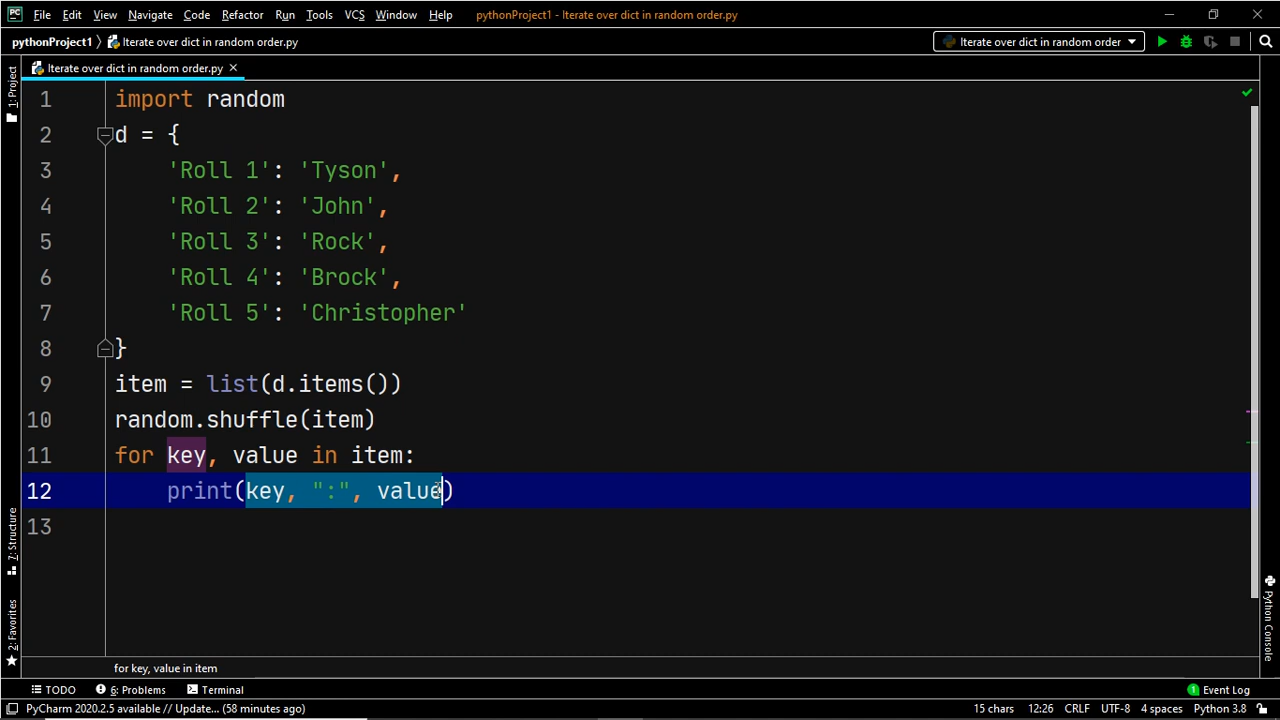 PC File Edit View Navigate Code Refactor Run Tools VCS Window Help pythonProject1 - Iterate over dict in random order.py
pythonProject1 Iterate over dict in random order.py Iterate over dict in random order
Iterate over dict in random order.py
1: Project
1 import random
2 d = {
3 'Roll 1': 'Tyson',
4 'Roll 2': 'John',
5 'Roll 3': 'Rock',
6 'Roll 4': 'Brock',
7 'Roll 5': 'Christopher'
8 }
9 item = list(d.items())
10 random.shuffle(item)
11 for key, value in item:
12 print(key, ":", value)
13
7: Structure
2: Favorites
Python Console
for key, value in item
TODO 6: Problems Terminal 1 Event Log
PyCharm 2020.2.5 available // Update... (58 minutes ago) 15 chars 12:26 CRLF UTF-8 4 spaces Python 3.8